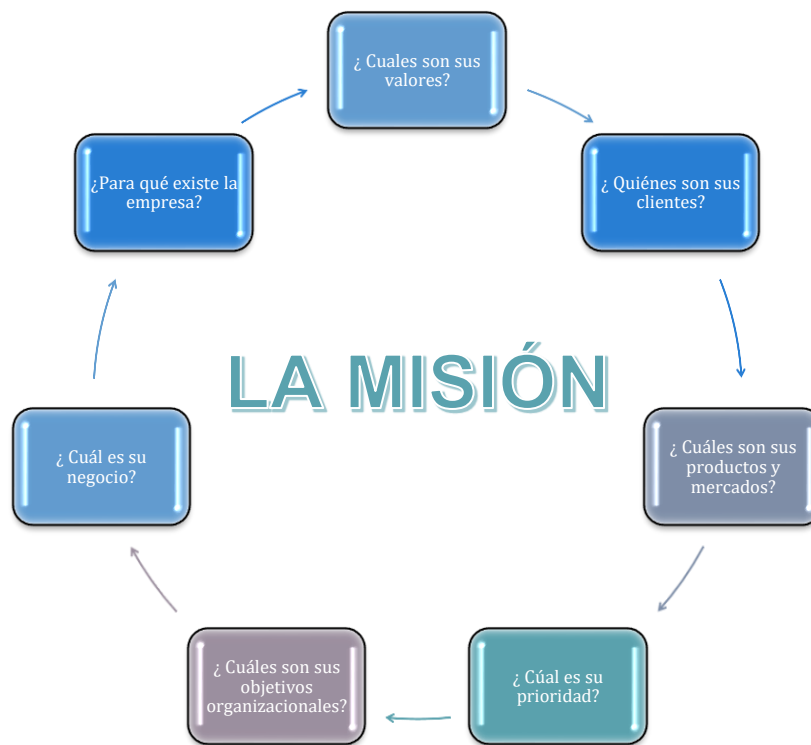 ¿ Cuales son sus
valores?
¿ Quiénes son sus
clientes?
¿ Cuáles son sus
productos y
mercados?
¿ Cúal es su
prioridad?
¿ Cuáles son sus
objetivos
organizacionales?
¿ Cuál es su
negocio?
¿Para qué existe la
empresa?
LA MISIÓN